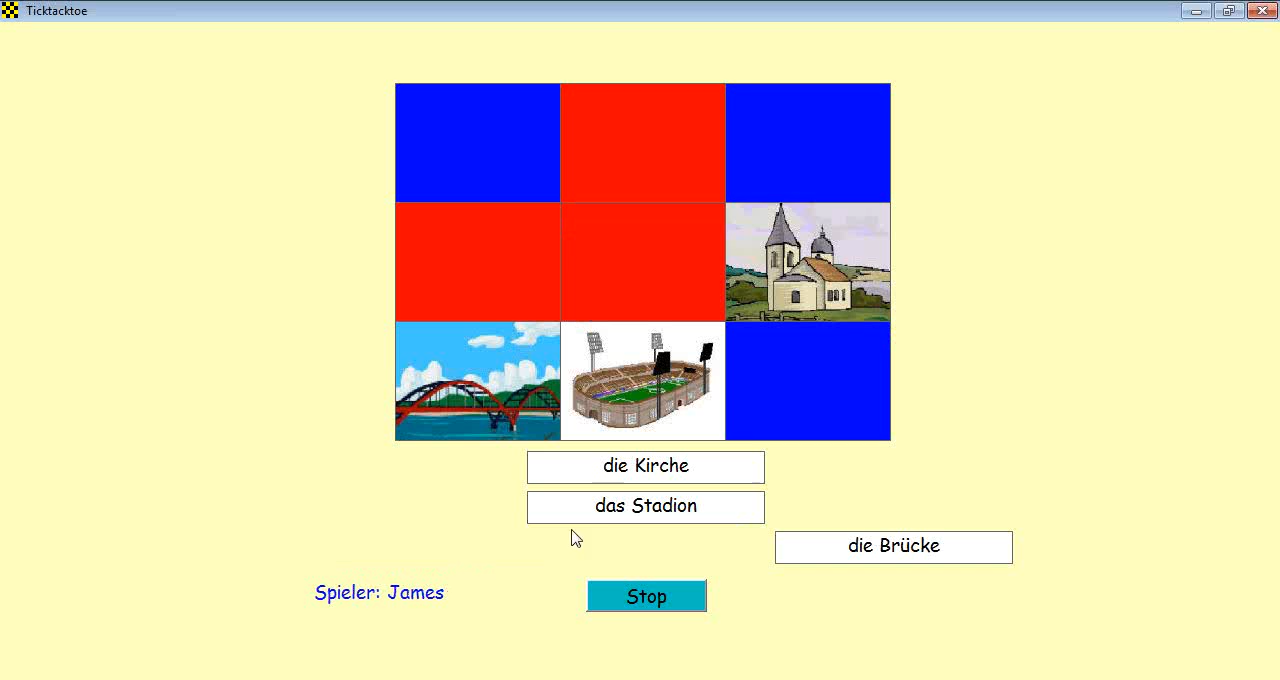 Ticktacktoe
die Kirche
das Stadion
die Brücke
Spieler: James
Stop